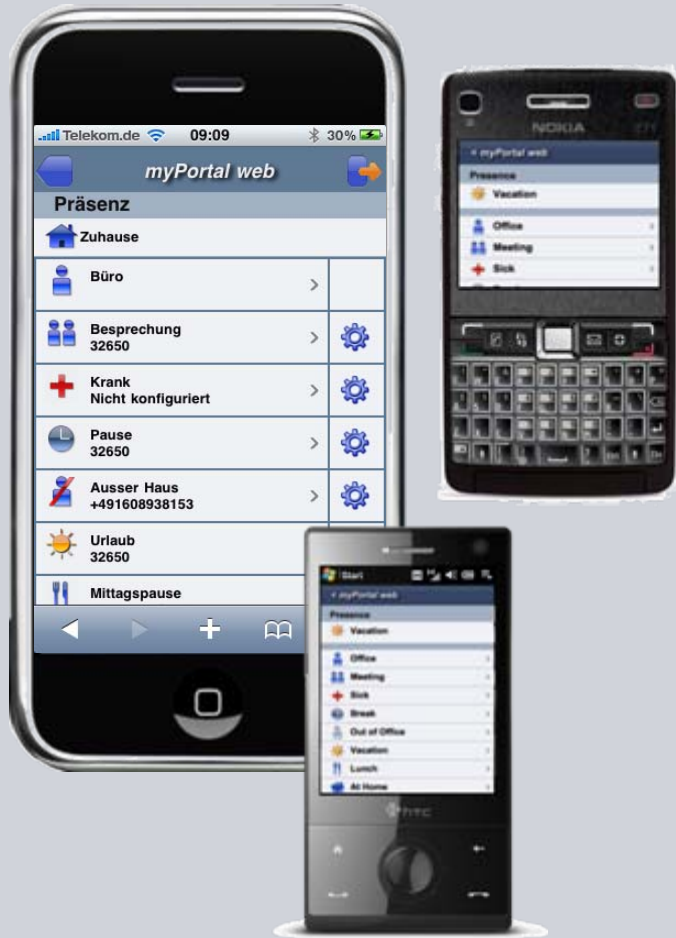 Telekom.de 09:09 30%
myPortal web
Präsenz
Zuhause
Büro
Besprechung
32650
Krank
Nicht konfiguriert
Pause
32650
Ausser Haus
+491608938153
Urlaub
32650
Mittagspause
NOKIA
< myPortal web
Presence
Vacation
Office
Meeting
Sick
Start
< myPortal web
Presence
Vacation
Office
Meeting
Sick
Break
Out of Office
Vacation
Lunch
At Home
hTC